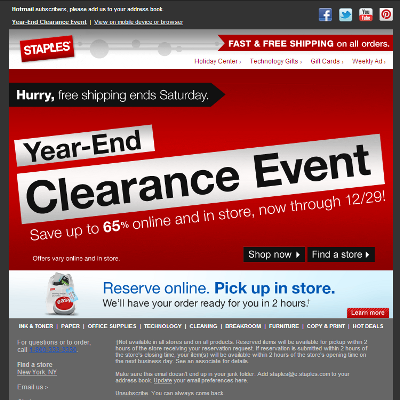 Hotmail subscribers, please add us to your address book
Year-End Clearance Event | View on mobile device or browser
You Tube
STAPLES
FAST & FREE SHIPPING on all orders.
Holiday Center › Technology Gifts › Gift Cards › Weekly Ad ›
Hurry, free shipping ends Saturday.
Year-End
Clearance Event
Save up to 65% online and in store, now through 12/29!
Shop now ▸ Find a store ▸
Offers vary online and in store.
easy
Reserve online. Pick up in store.
We'll have your order ready for you in 2 hours.†
Learn more
INK & TONER | PAPER | OFFICE SUPPLIES | TECHNOLOGY | CLEANING | BREAKROOM | FURNITURE | COPY & PRINT | HOT DEALS
For questions or to order,
call
Find a store
New York, NY
Email us ›
†Not available in all stores and on all products. Reserved items will be available for pickup within 2
hours of the store receiving your reservation request. If reservation is submitted within 2 hours of
the store's closing time, your item(s) will be available within 2 hours of the store's opening time on
the next business day. See an associate for details.
Make sure this email doesn't end up in your junk folder. Add staples@e.staples.com to your
address book. Update your email preferences here.
Unsubscribe. You can always come back